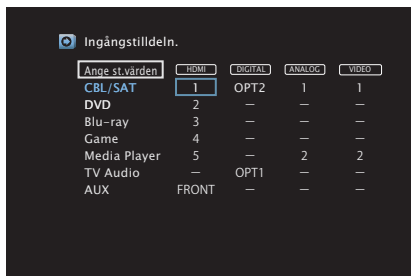 Ingångstilldeln.
Ange st.värden HDMI DIGITAL ANALOG VIDEO
CBL/SAT 1 OPT2 1 1
DVD 2 — — —
Blu-ray 3 — — —
Game 4 — — —
Media Player 5 — 2 2
TV Audio — OPT1 — —
AUX FRONT — — —